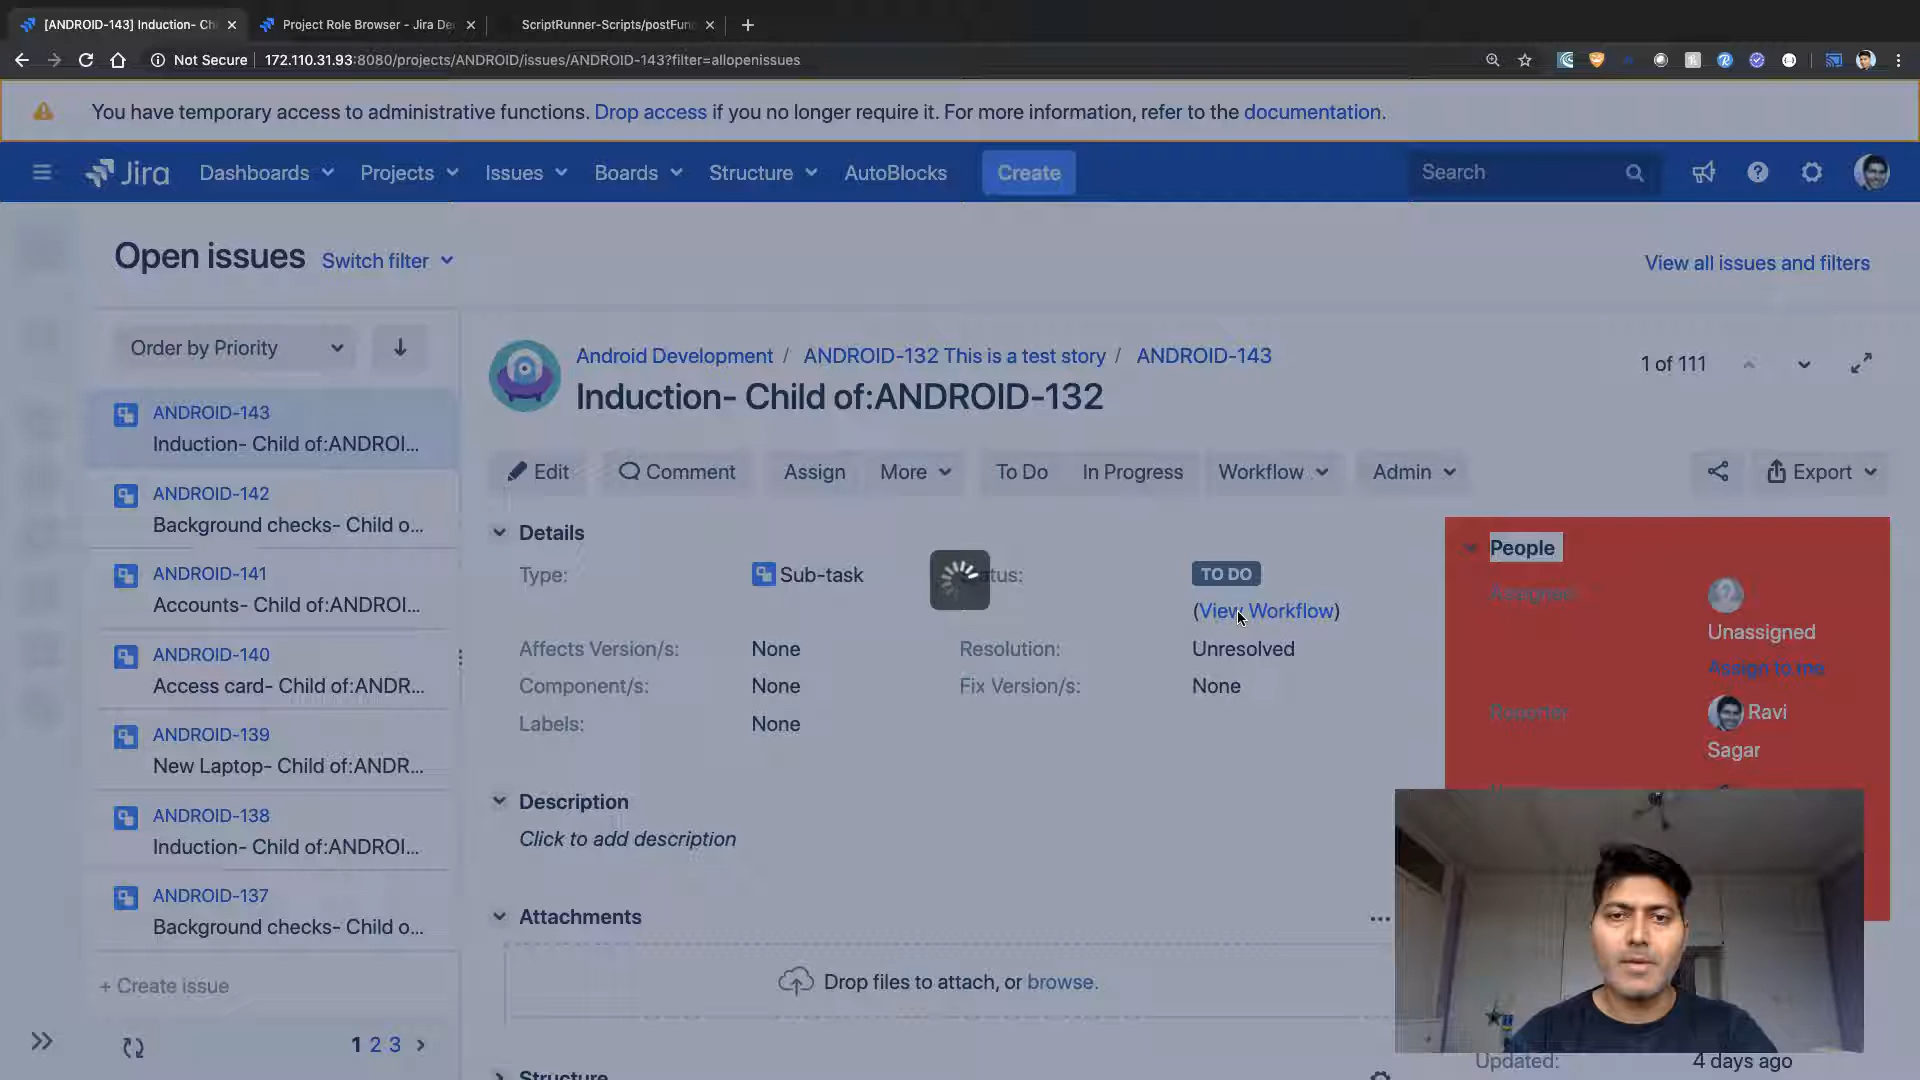 [ANDROID-143] Induction- Ch
Project Role Browser - Jira De
ScriptRunner-Scripts/postFun
Not Secure 172.110.31.93:8080/projects/ANDROID/issues/ANDROID-143?filter=allopenissues
You have temporary access to administrative functions. Drop access if you no longer require it. For more information, refer to the documentation.
Jira Dashboards Projects Issues Boards Structure AutoBlocks Create Search
Open issues Switch filter
View all issues and filters
Order by Priority
ANDROID-143
Induction- Child of:ANDROI...
ANDROID-142
Background checks- Child o...
ANDROID-141
Accounts- Child of:ANDROI...
ANDROID-140
Access card- Child of:ANDR...
ANDROID-139
New Laptop- Child of:ANDR...
ANDROID-138
Induction- Child of:ANDROI...
ANDROID-137
Background checks- Child o...
+ Create issue
1 2 3
Android Development / ANDROID-132 This is a test story / ANDROID-143
1 of 111
Induction- Child of:ANDROID-132
Edit Comment Assign More To Do In Progress Workflow Admin Export
Details
Type: Sub-task
TO DO
(View Workflow)
Affects Version/s: None
Resolution: Unresolved
Component/s: None
Fix Version/s: None
Labels: None
Description
Click to add description
Attachments
Drop files to attach, or browse.
Structure
People
Assignee:
Unassigned
Assign to me
Reporter:
Ravi
Sagar
Updated: 4 days ago